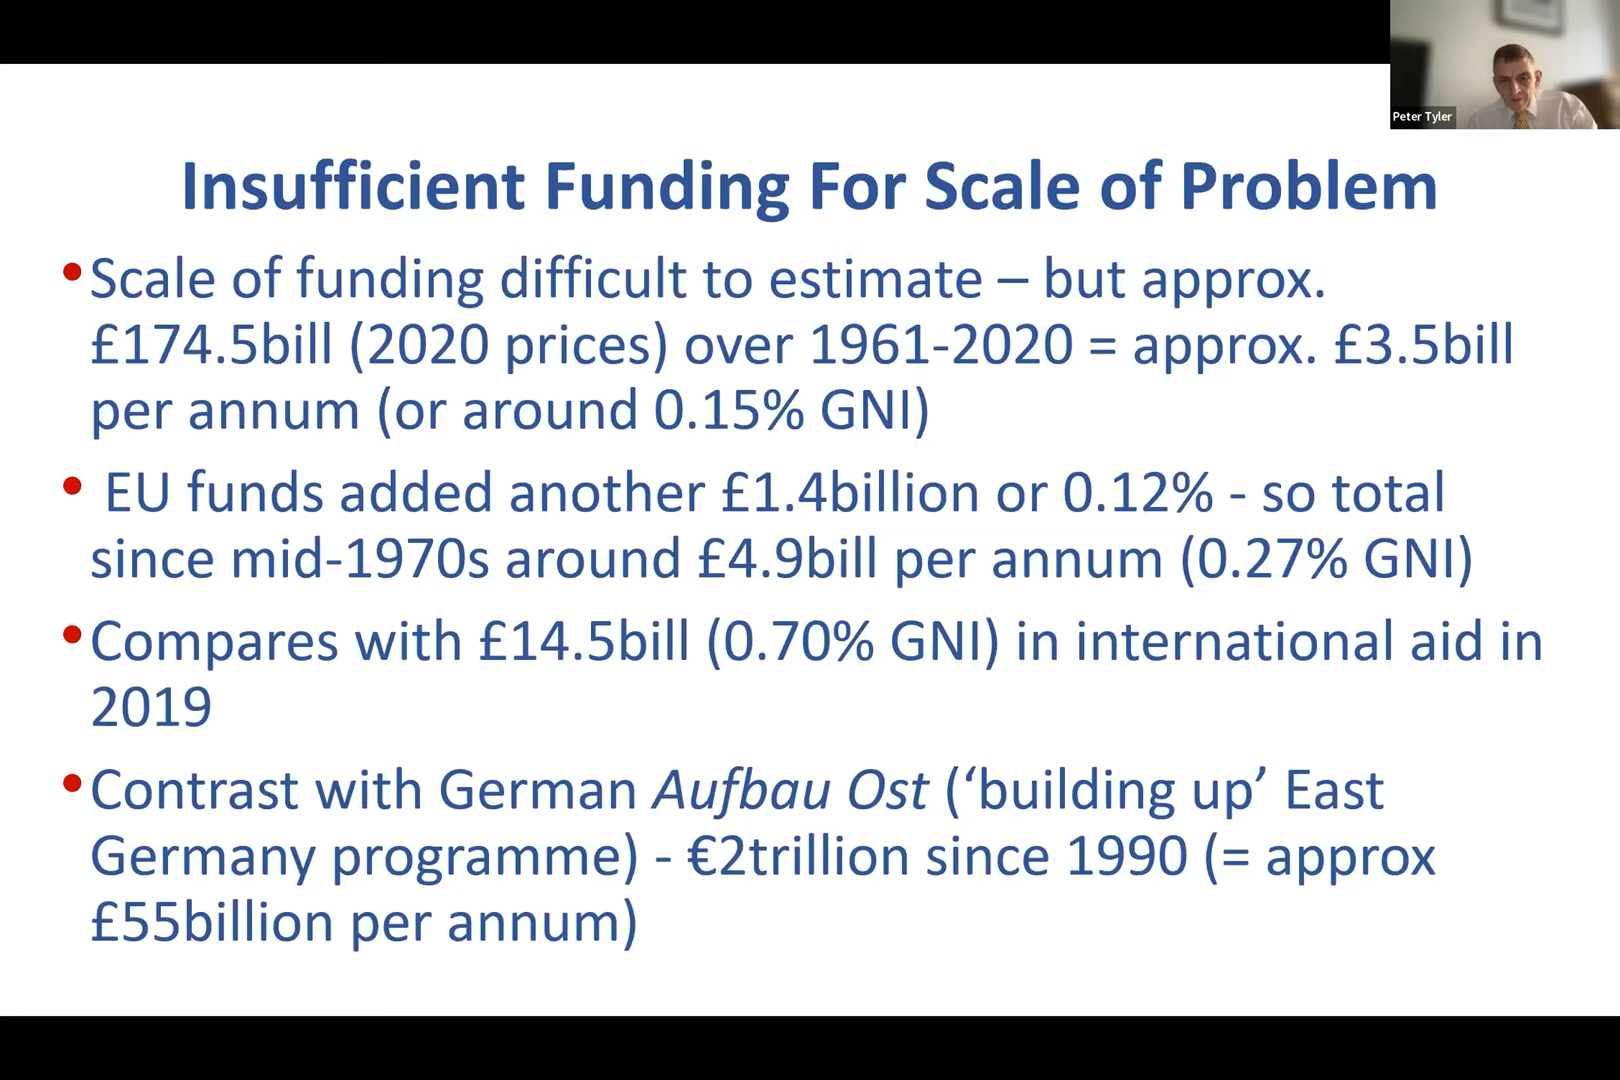 Peter Tyler
Insufficient Funding For Scale of Problem
•Scale of funding difficult to estimate – but approx.
£174.5bill (2020 prices) over 1961-2020 = approx. £3.5bill
per annum (or around 0.15% GNI)
• EU funds added another £1.4billion or 0.12% - so total
since mid-1970s around £4.9bill per annum (0.27% GNI)
•Compares with £14.5bill (0.70% GNI) in international aid in
2019
•Contrast with German Aufbau Ost (‘building up’ East
Germany programme) - €2trillion since 1990 (= approx
£55billion per annum)